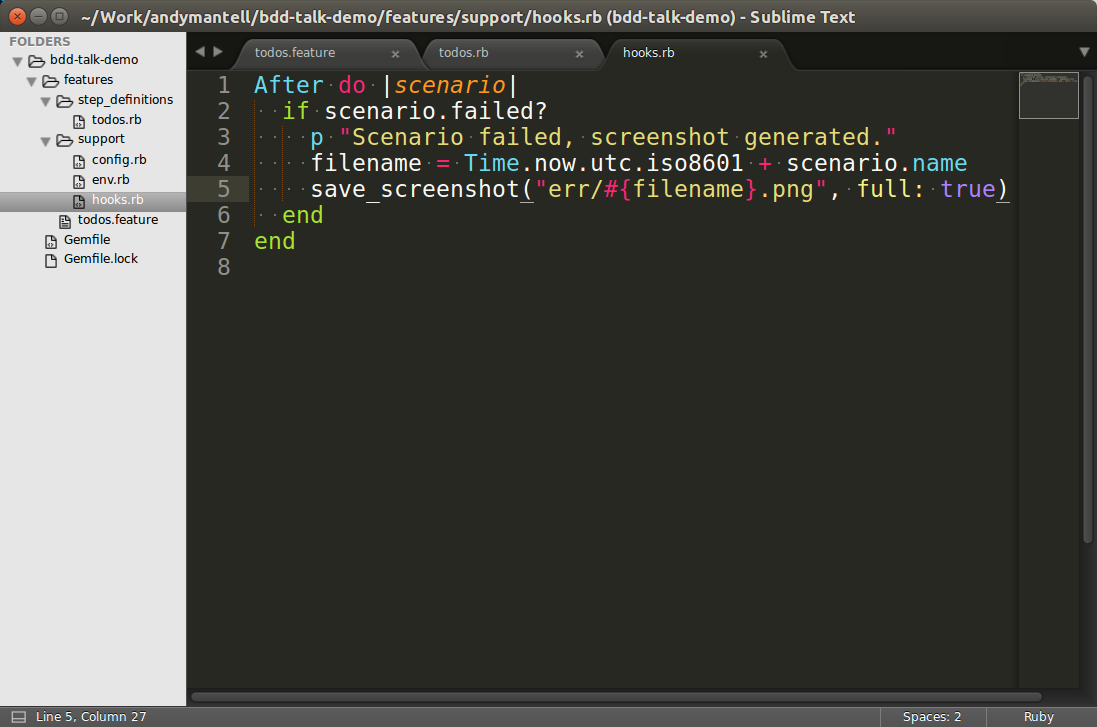 ~/Work/andymantell/bdd-talk-demo/features/support/hooks.rb (bdd-talk-demo) - Sublime Text
FOLDERS
bdd-talk-demo
features
step_definitions
todos.rb
support
config.rb
env.rb
hooks.rb
todos.feature
Gemfile
Gemfile.lock
todos.feature
todos.rb
hooks.rb
1 After do |scenario|
2   if scenario.failed?
3     p "Scenario failed, screenshot generated."
4     filename = Time.now.utc.iso8601 + scenario.name
5     save_screenshot("err/#{filename}.png", full: true)
6   end
7 end
8
Line 5, Column 27
Spaces: 2
Ruby